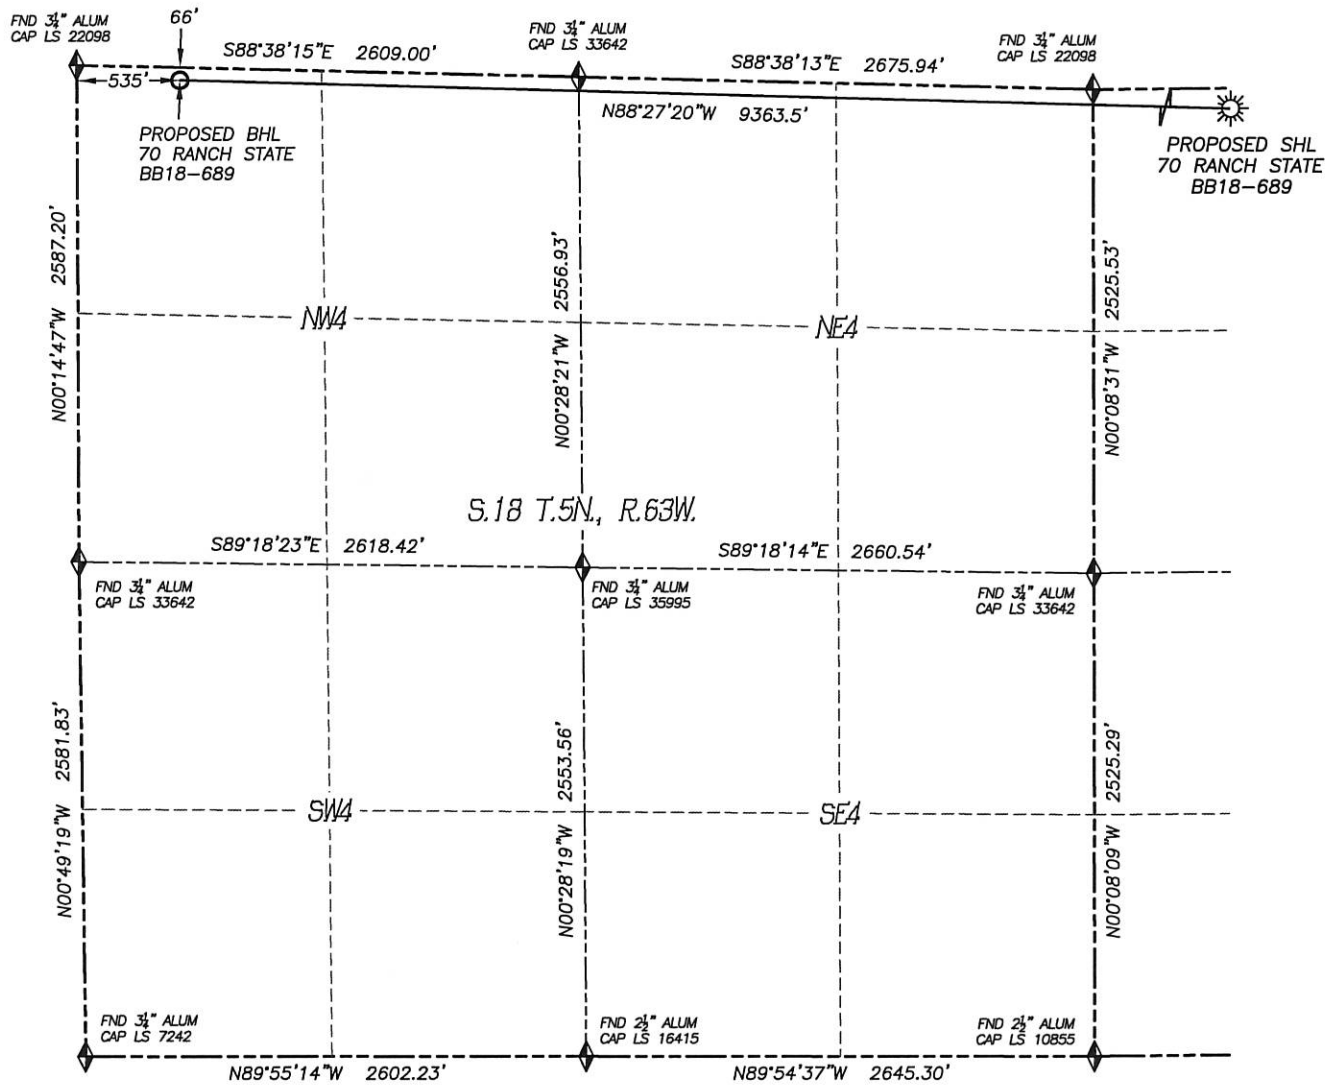 FND 3¼" ALUM
CAP LS 22098
66'
S88°38'15"E 2609.00'
FND 3¼" ALUM
CAP LS 33642
S88°38'13"E 2675.94'
FND 3¼" ALUM
CAP LS 22098
535'
N88°27'20"W 9363.5'
PROPOSED BHL
70 RANCH STATE
BB18-689
PROPOSED SHL
70 RANCH STATE
BB18-689
N00°14'47"W 2587.20'
N00°28'21"W 2556.93'
N00°08'31"W 2525.53'
NW4
NE4
S.18 T.5N., R.63W.
S89°18'23"E 2618.42'
S89°18'14"E 2660.54'
FND 3¼" ALUM
CAP LS 33642
FND 3¼" ALUM
CAP LS 35995
FND 3¼" ALUM
CAP LS 33642
N00°49'19"W 2581.83'
N00°28'19"W 2553.56'
N00°08'09"W 2525.29'
SW4
SE4
FND 3¼" ALUM
CAP LS 7242
FND 2½" ALUM
CAP LS 16415
FND 2½" ALUM
CAP LS 10855
N89°55'14"W 2602.23'
N89°54'37"W 2645.30'